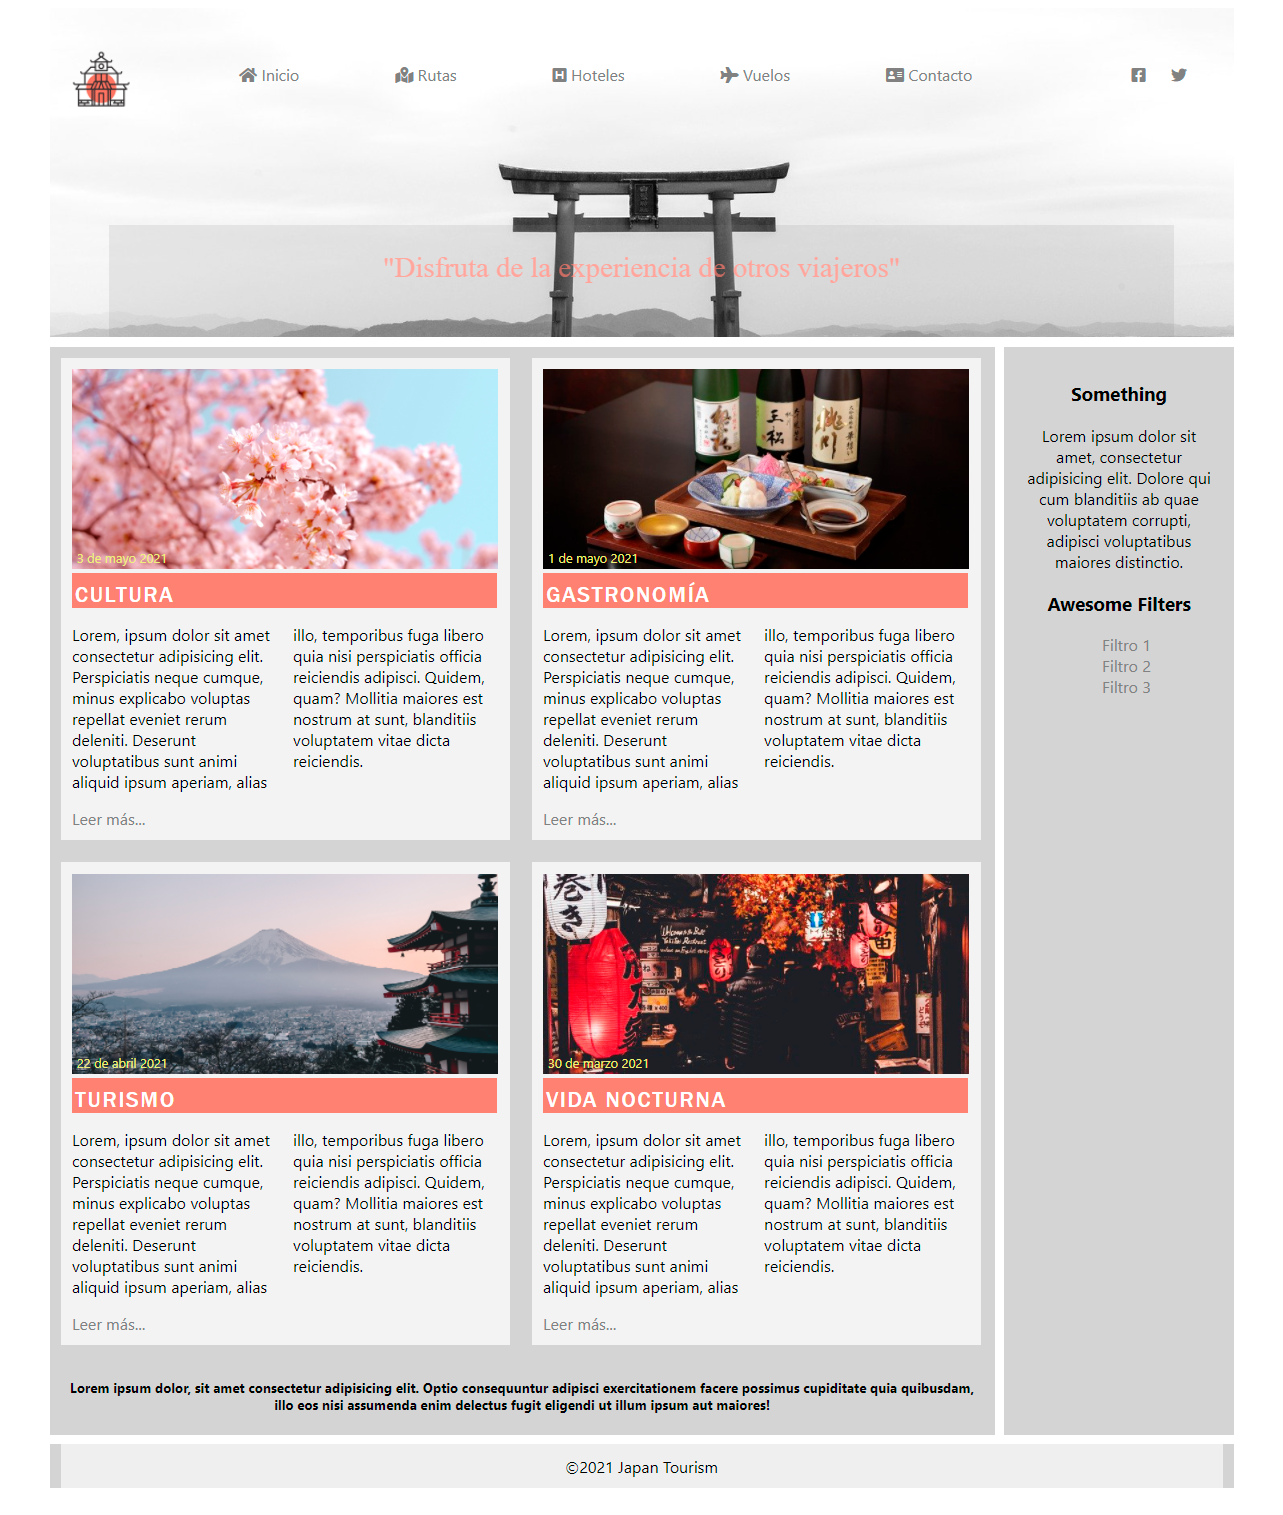 Inicio Rutas Hoteles Vuelos Contacto
"Disfruta de la experiencia de otros viajeros"
3 de mayo 2021
CULTURA
Lorem, ipsum dolor sit amet
consectetur adipisicing elit.
Perspiciatis neque cumque,
minus explicabo voluptas
repellat eveniet rerum
deleniti. Deserunt
voluptatibus sunt animi
aliquid ipsum aperiam, alias
illo, temporibus fuga libero
quia nisi perspiciatis officia
reiciendis adipisci. Quidem,
quam? Mollitia maiores est
nostrum at sunt, blanditiis
voluptatem vitae dicta
reiciendis.
Leer más...
王松
1 de mayo 2021
GASTRONOMÍA
Lorem, ipsum dolor sit amet
consectetur adipisicing elit.
Perspiciatis neque cumque,
minus explicabo voluptas
repellat eveniet rerum
deleniti. Deserunt
voluptatibus sunt animi
aliquid ipsum aperiam, alias
illo, temporibus fuga libero
quia nisi perspiciatis officia
reiciendis adipisci. Quidem,
quam? Mollitia maiores est
nostrum at sunt, blanditiis
voluptatem vitae dicta
reiciendis.
Leer más...
22 de abril 2021
TURISMO
Lorem, ipsum dolor sit amet
consectetur adipisicing elit.
Perspiciatis neque cumque,
minus explicabo voluptas
repellat eveniet rerum
deleniti. Deserunt
voluptatibus sunt animi
aliquid ipsum aperiam, alias
illo, temporibus fuga libero
quia nisi perspiciatis officia
reiciendis adipisci. Quidem,
quam? Mollitia maiores est
nostrum at sunt, blanditiis
voluptatem vitae dicta
reiciendis.
Leer más...
巻き
30 de marzo 2021
VIDA NOCTURNA
Lorem, ipsum dolor sit amet
consectetur adipisicing elit.
Perspiciatis neque cumque,
minus explicabo voluptas
repellat eveniet rerum
deleniti. Deserunt
voluptatibus sunt animi
aliquid ipsum aperiam, alias
illo, temporibus fuga libero
quia nisi perspiciatis officia
reiciendis adipisci. Quidem,
quam? Mollitia maiores est
nostrum at sunt, blanditiis
voluptatem vitae dicta
reiciendis.
Leer más...
Lorem ipsum dolor, sit amet consectetur adipisicing elit. Optio consequuntur adipisci exercitationem facere possimus cupiditate quia quibusdam,
illo eos nisi assumenda enim delectus fugit eligendi ut illum ipsum aut maiores!
Something
Lorem ipsum dolor sit
amet, consectetur
adipisicing elit. Dolore qui
cum blanditiis ab quae
voluptatem corrupti,
adipisci voluptatibus
maiores distinctio.
Awesome Filters
Filtro 1
Filtro 2
Filtro 3
©2021 Japan Tourism